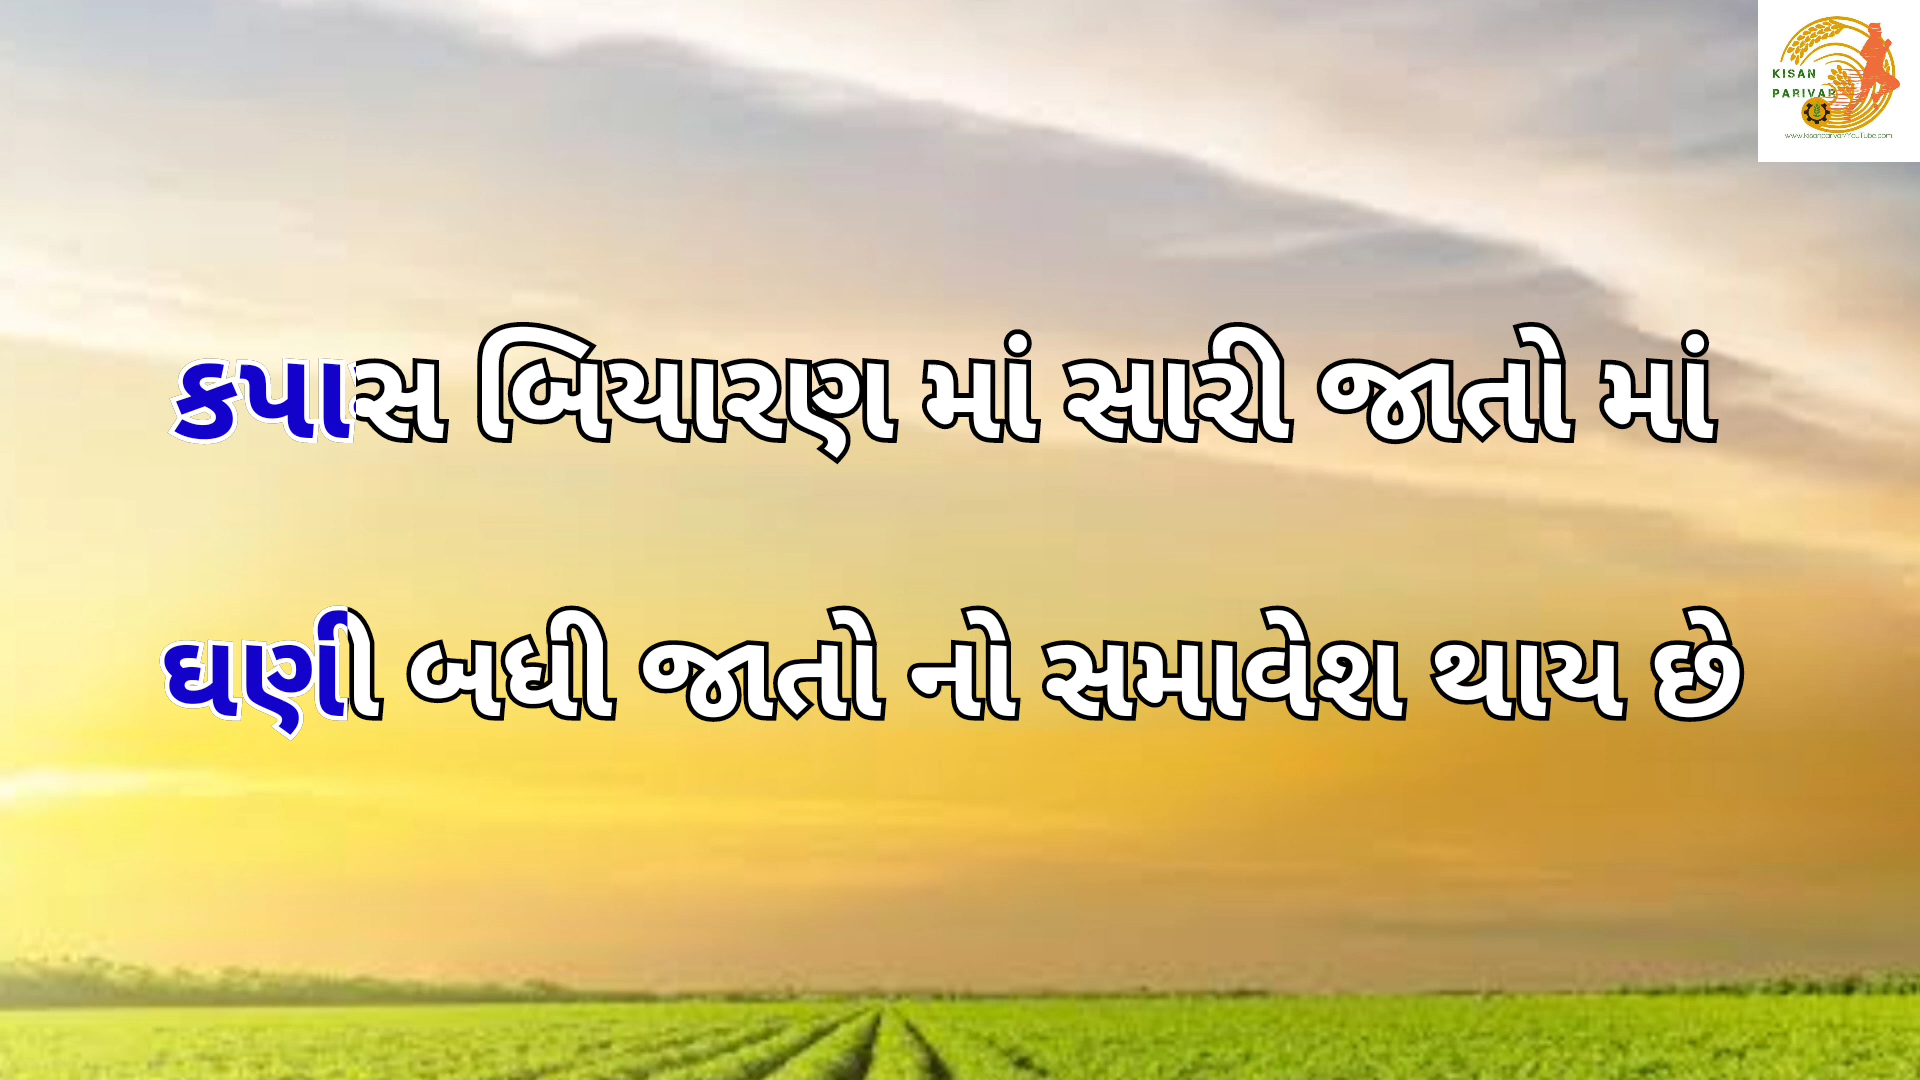 KISAN
PARIVAR
કપાસ બિયારણ માં સારી જાતો માં
ઘણી બધી જાતો નો સમાવેશ થાય છે